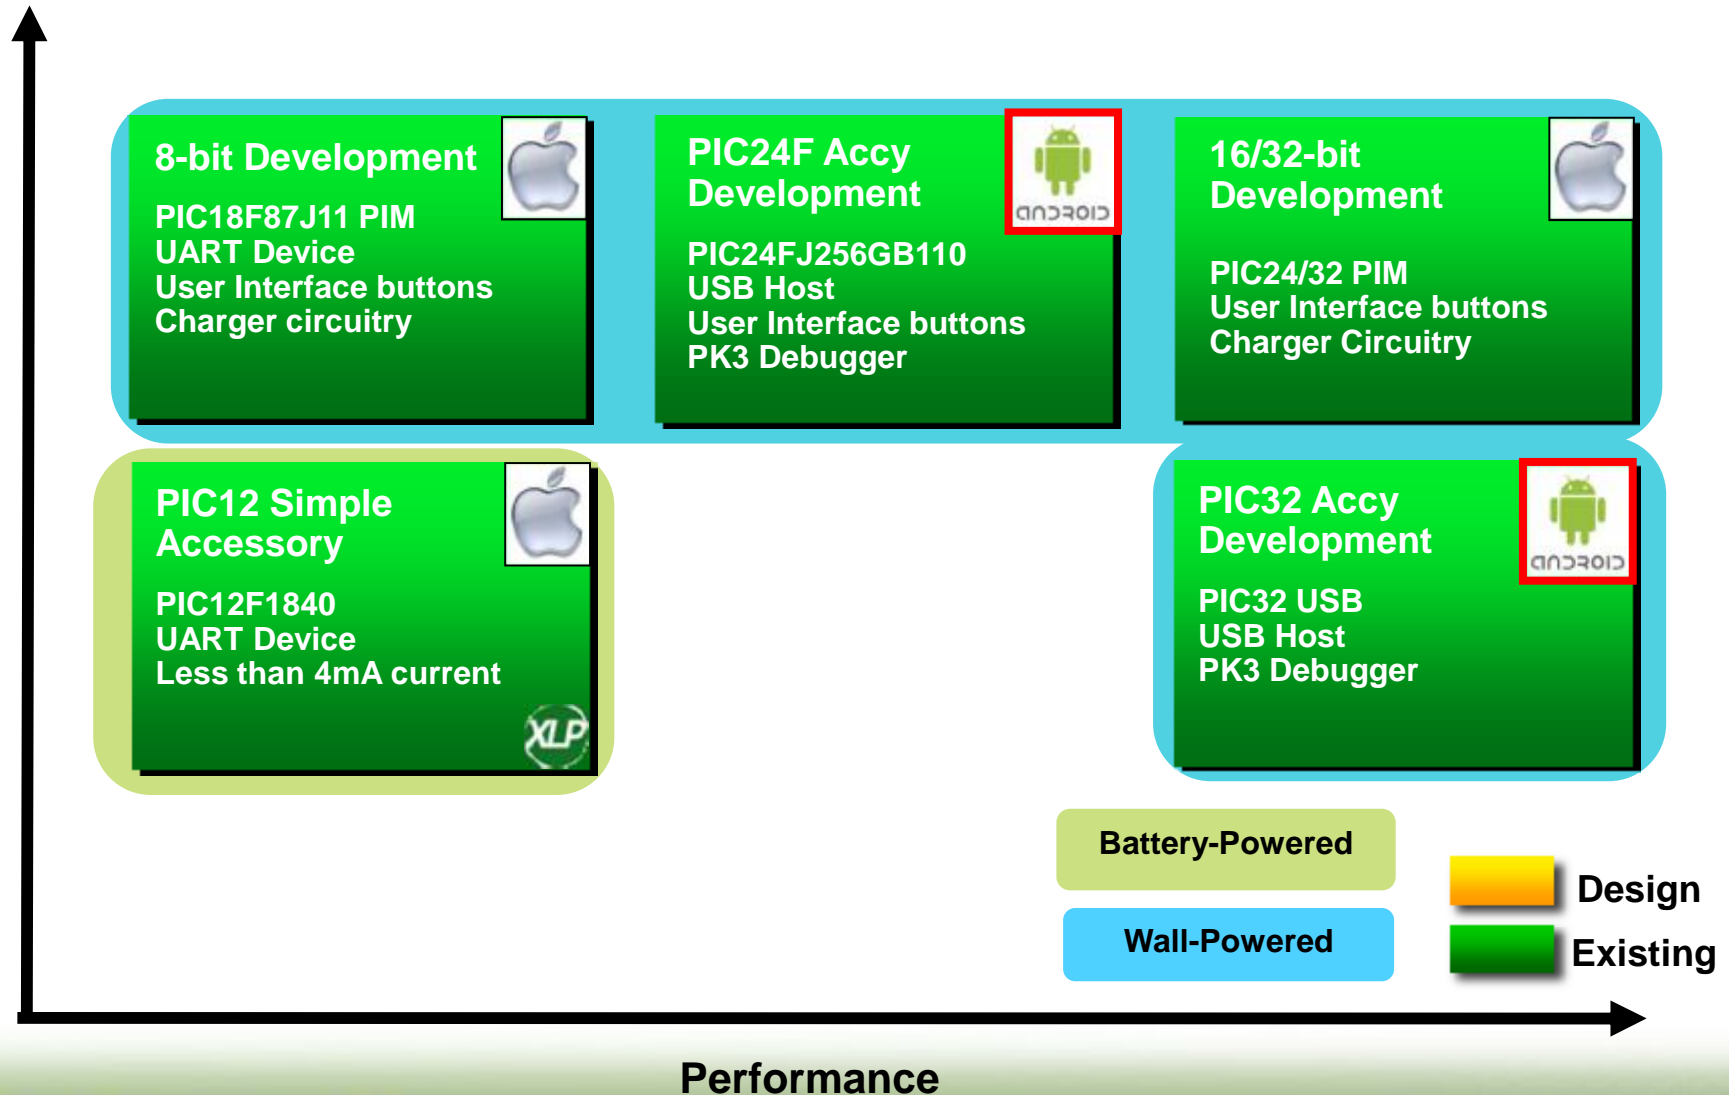 8-bit Development
PIC18F87J11 PIM
UART Device
User Interface buttons
Charger circuitry
PIC24F Accy
Development
PIC24FJ256GB110
USB Host
User Interface buttons
PK3 Debugger
ANDROID
16/32-bit
Development
PIC24/32 PIM
User Interface buttons
Charger Circuitry
PIC12 Simple
Accessory
PIC12F1840
UART Device
Less than 4mA current
XLP
PIC32 Accy
Development
PIC32 USB
USB Host
PK3 Debugger
ANDROID
Battery-Powered
Wall-Powered
Design
Existing
Performance